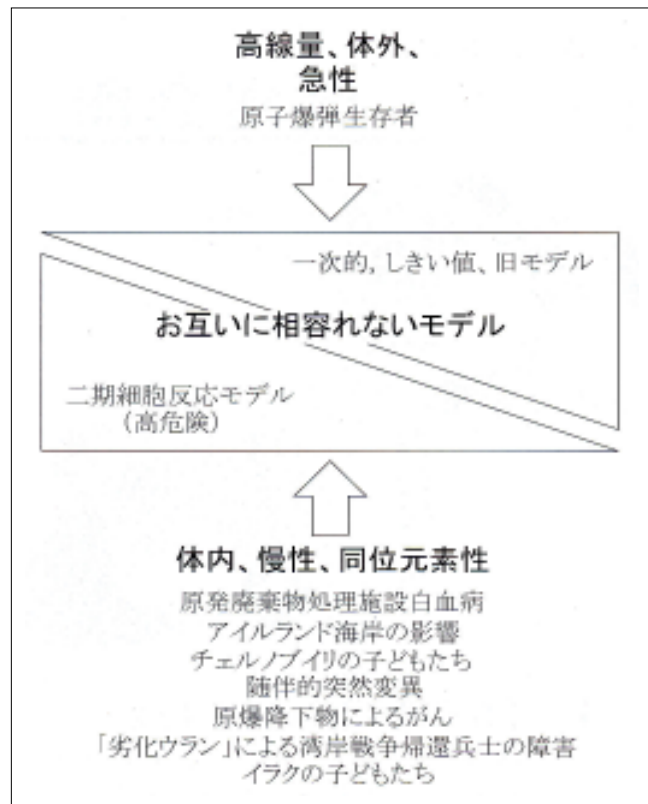 高線量、体外、
急性
原子爆弾生存者
一次的, しきい値、旧モデル
お互いに相容れないモデル
二期細胞反応モデル
(高危険)
体内、慢性、同位元素性
原発廃棄物処理施設白血病
アイルランド海岸の影響
チェルノブイリの子どもたち
随伴的突然変異
原爆降下物によるがん
「劣化ウラン」による湾岸戦争帰還兵士の障害
イラクの子どもたち